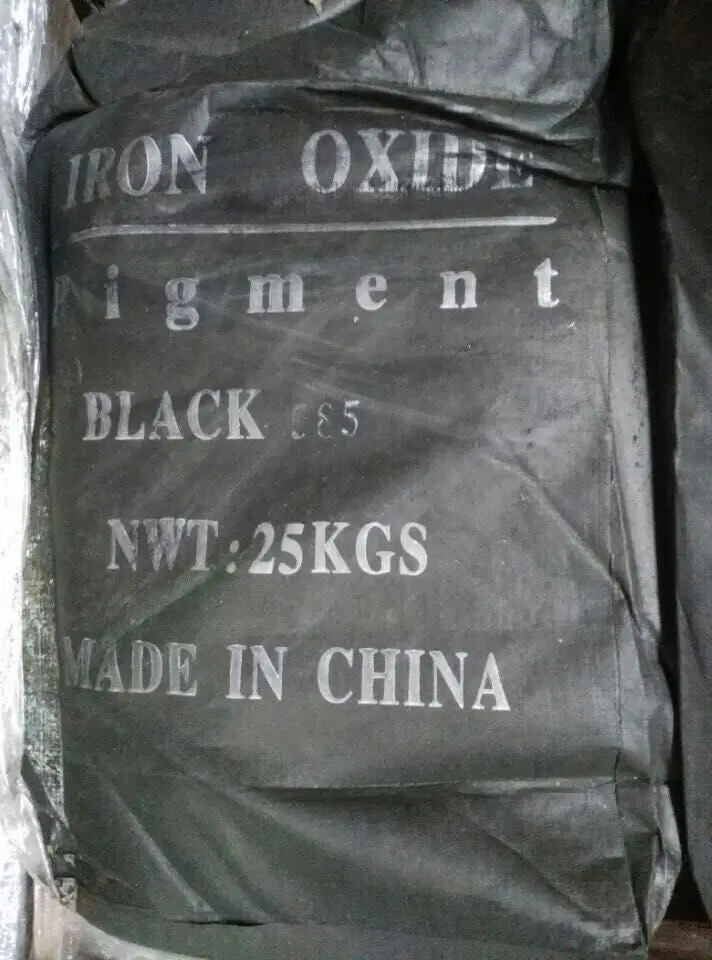 IRON OXIDE
Pigment
BLACK
NWT:25KGS
MADE IN CHINA